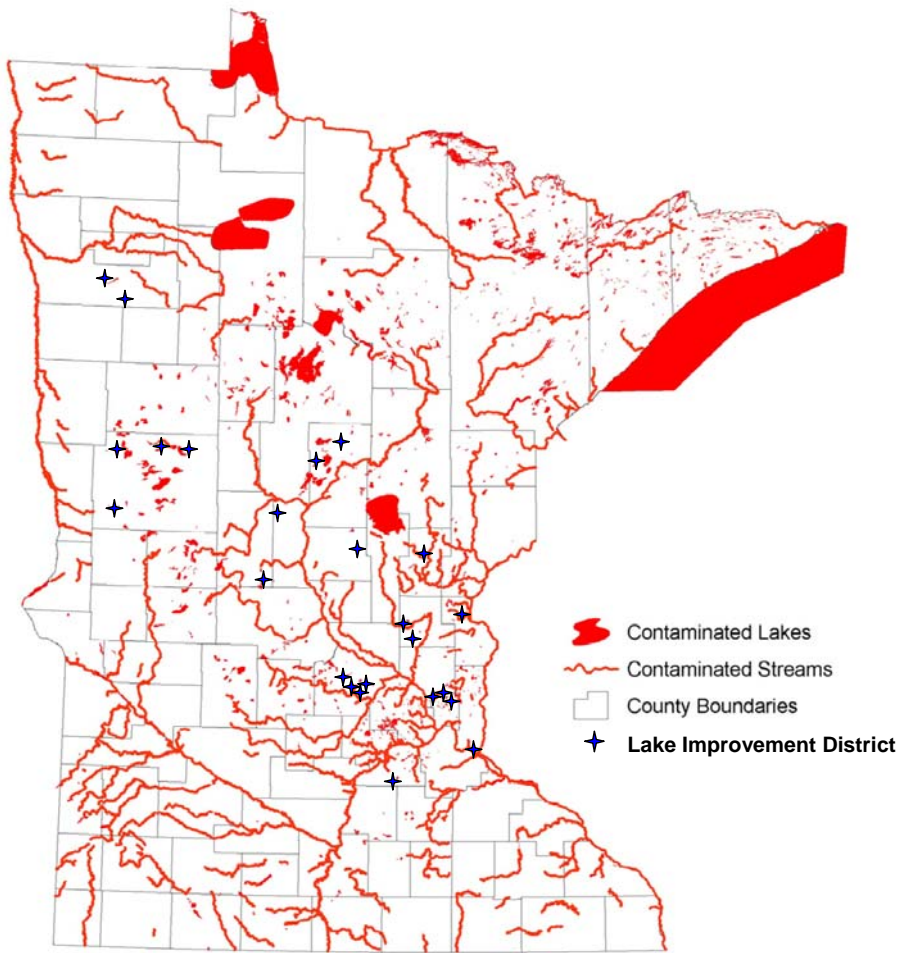 Contaminated Lakes
Contaminated Streams
County Boundaries
Lake Improvement District